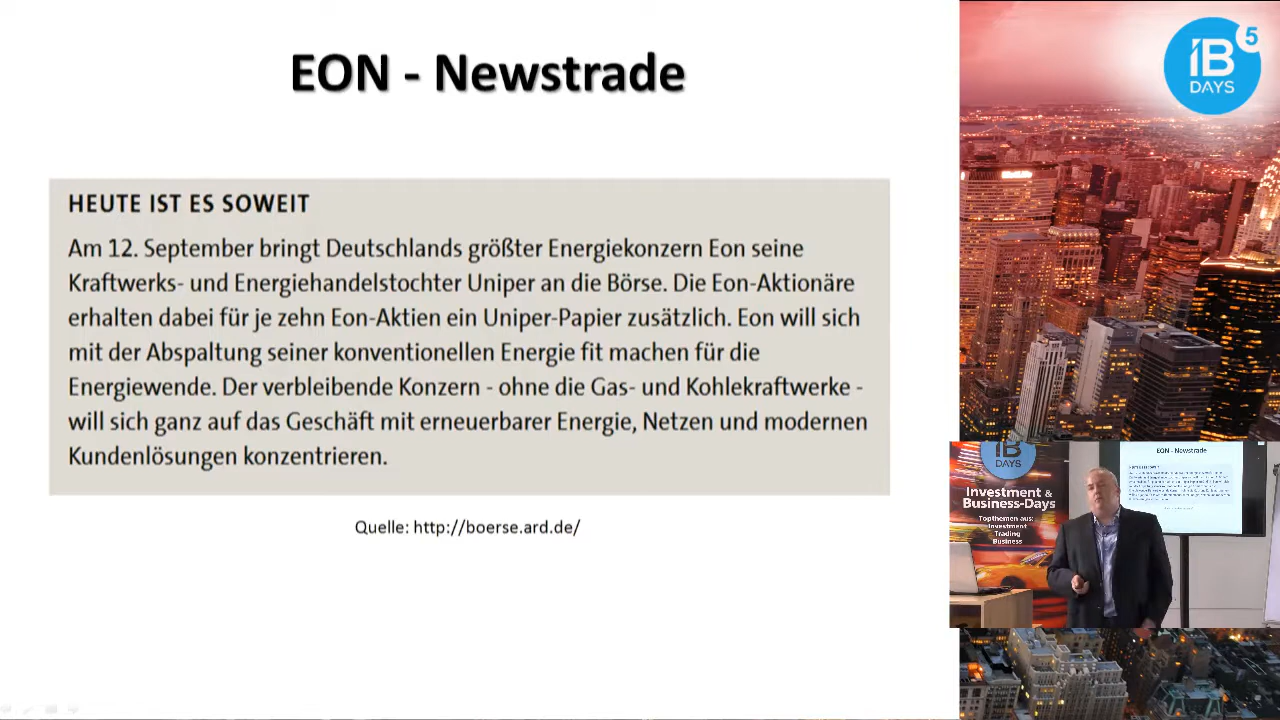 EON - Newstrade
HEUTE IST ES SOWEIT
Am 12. September bringt Deutschlands größter Energiekonzern Eon seine
Kraftwerks- und Energiehandelstochter Uniper an die Börse. Die Eon-Aktionäre
erhalten dabei für je zehn Eon-Aktien ein Uniper-Papier zusätzlich. Eon will sich
mit der Abspaltung seiner konventionellen Energie fit machen für die
Energiewende. Der verbleibende Konzern - ohne die Gas- und Kohlekraftwerke -
will sich ganz auf das Geschäft mit erneuerbarer Energie, Netzen und modernen
Kundenlösungen konzentrieren.
Quelle: http://boerse.ard.de/
IB 5
DAYS
IB
DAYS
Investment &
Business-Days
Topthemen aus:
Investment
Trading
Business
EON - Newstrade